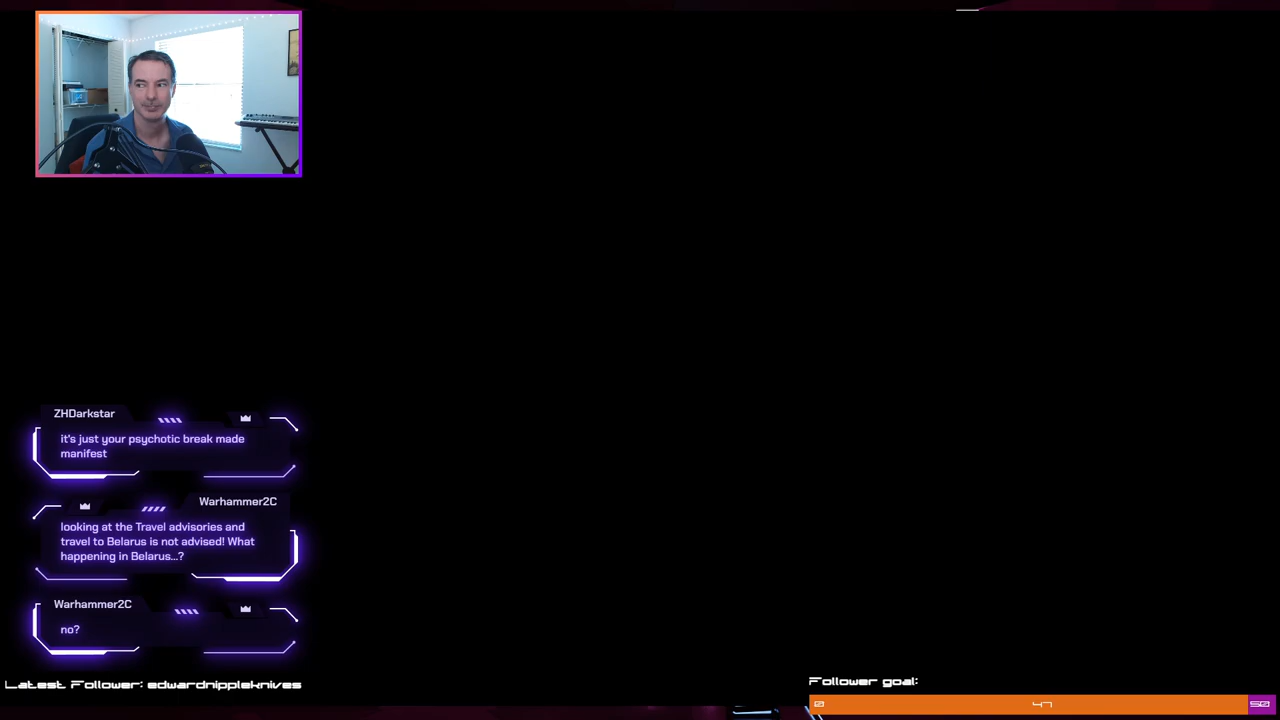 ZHDarkstar
it's just your psychotic break made
manifest
Warhammer2C
looking at the Travel advisories and
travel to Belarus is not advised! What
happening in Belarus...?
Warhammer2C
no?
Latest Follower: edwardnippleknives
Follower goal:
0 47 50